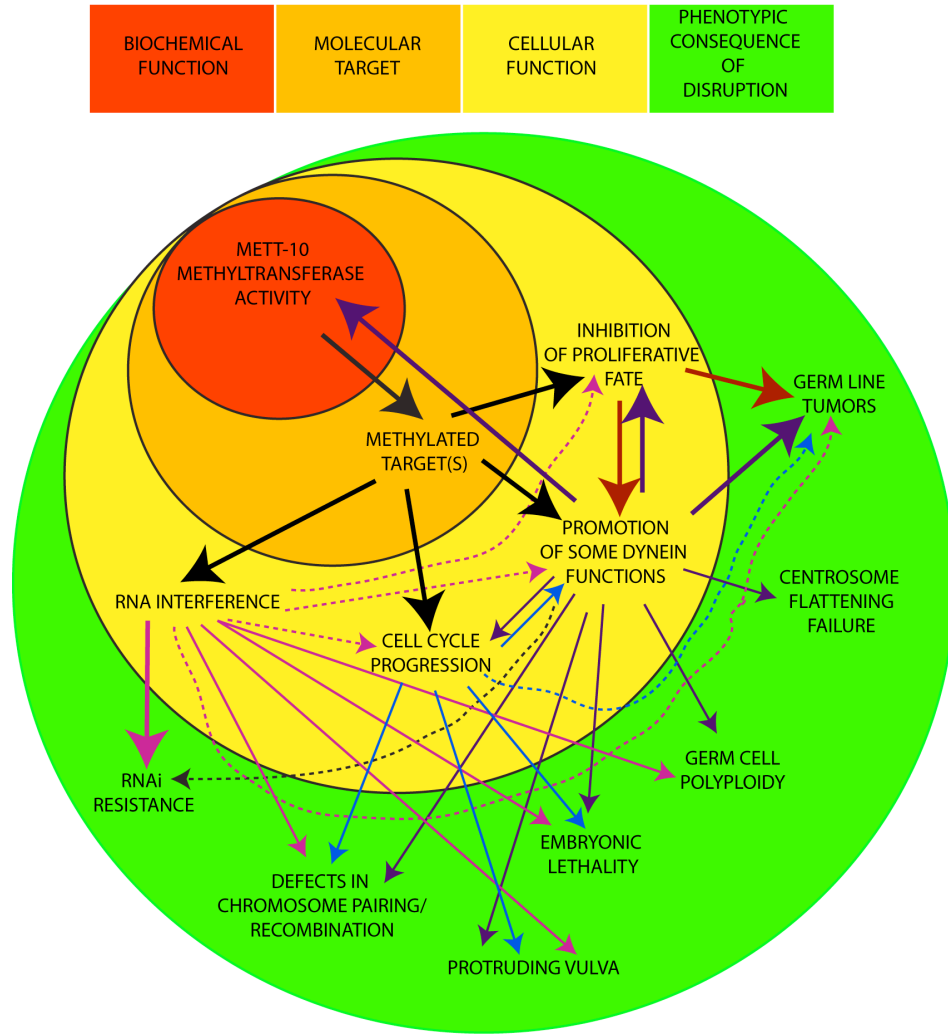 BIOCHEMICAL
FUNCTION
MOLECULAR
TARGET
CELLULAR
FUNCTION
PHENOTYPIC
CONSEQUENCE
OF
DISRUPTION
METT-10
METHYLTRANSFERASE
ACTIVITY
INHIBITION
OF PROLIFERATIVE
FATE
GERM LINE
TUMORS
METHYLATED
TARGET(S)
PROMOTION
OF SOME DYNEIN
FUNCTIONS
CENTROSOME
FLATTENING
FAILURE
RNA INTERFERENCE
CELL CYCLE
PROGRESSION
GERM CELL
POLYPLOIDY
RNAi
RESISTANCE
EMBRYONIC
LETHALITY
DEFECTS IN
CHROMOSOME PAIRING/
RECOMBINATION
PROTRUDING VULVA